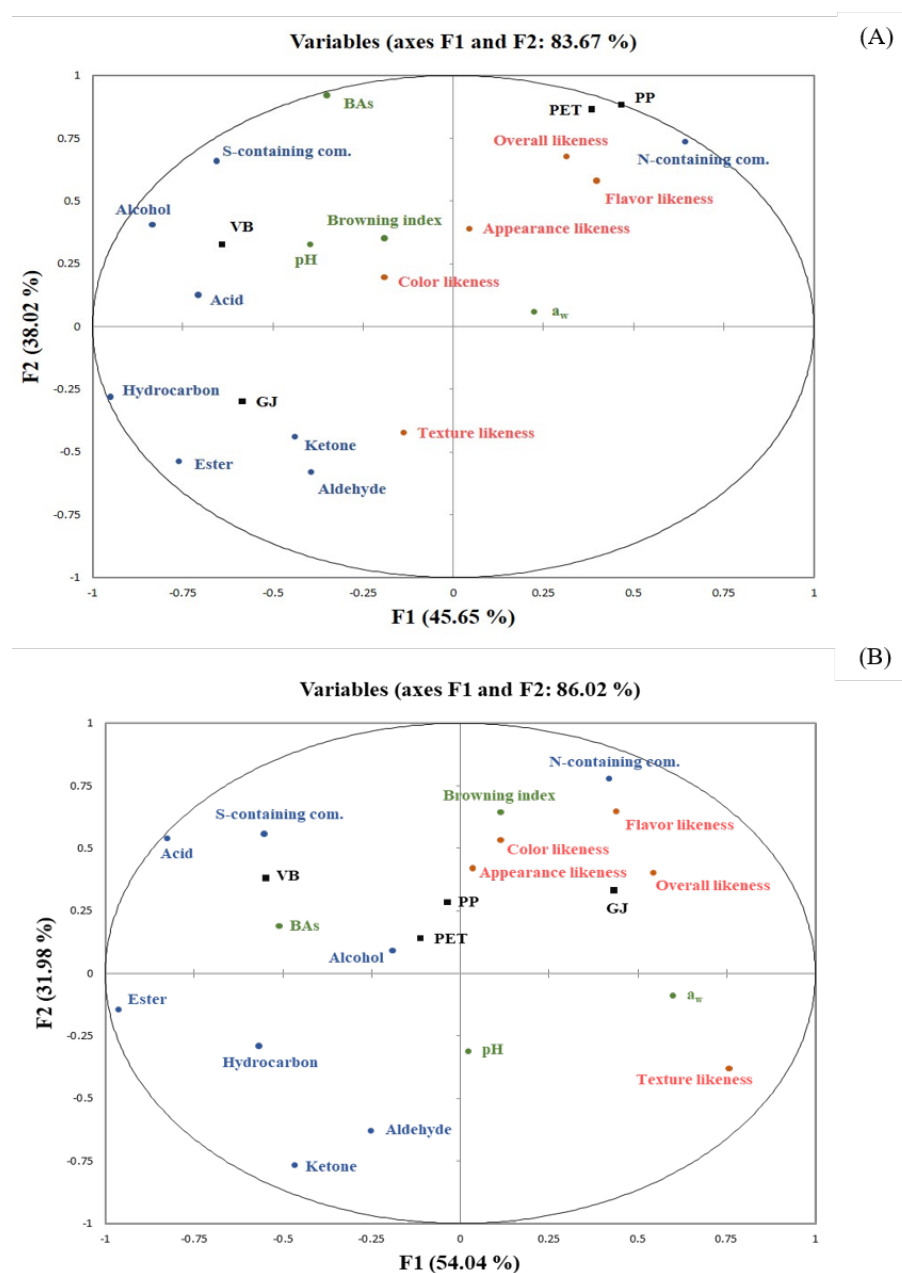 (A)
Variables (axes F1 and F2: 83.67 %)
1
BAs
PP
PET
0.75
Overall likeness
N-containing com.
S-containing com.
Flavor likeness
0.5
Alcohol
VB
Browning index
Appearance likeness
0.25
pH
Color likeness
Acid
aw
0
F2 (38.02 %)
-0.25
Hydrocarbon
GJ
Texture likeness
Ketone
-0.5
Ester
Aldehyde
-0.75
-1
-1 -0.75 -0.5 -0.25 0 0.25 0.5 0.75 1
F1 (45.65 %)
(B)
Variables (axes F1 and F2: 86.02 %)
1
N-containing com.
0.75
Browning index
S-containing com.
Flavor likeness
0.5
Acid
Color likeness
VB
Appearance likeness
Overall likeness
PP
GJ
0.25
BAs
PET
Alcohol
0
F2 (31.98 %)
Ester
aw
-0.25
pH
Hydrocarbon
Texture likeness
-0.5
Aldehyde
-0.75
Ketone
-1
-1 -0.75 -0.5 -0.25 0 0.25 0.5 0.75 1
F1 (54.04 %)